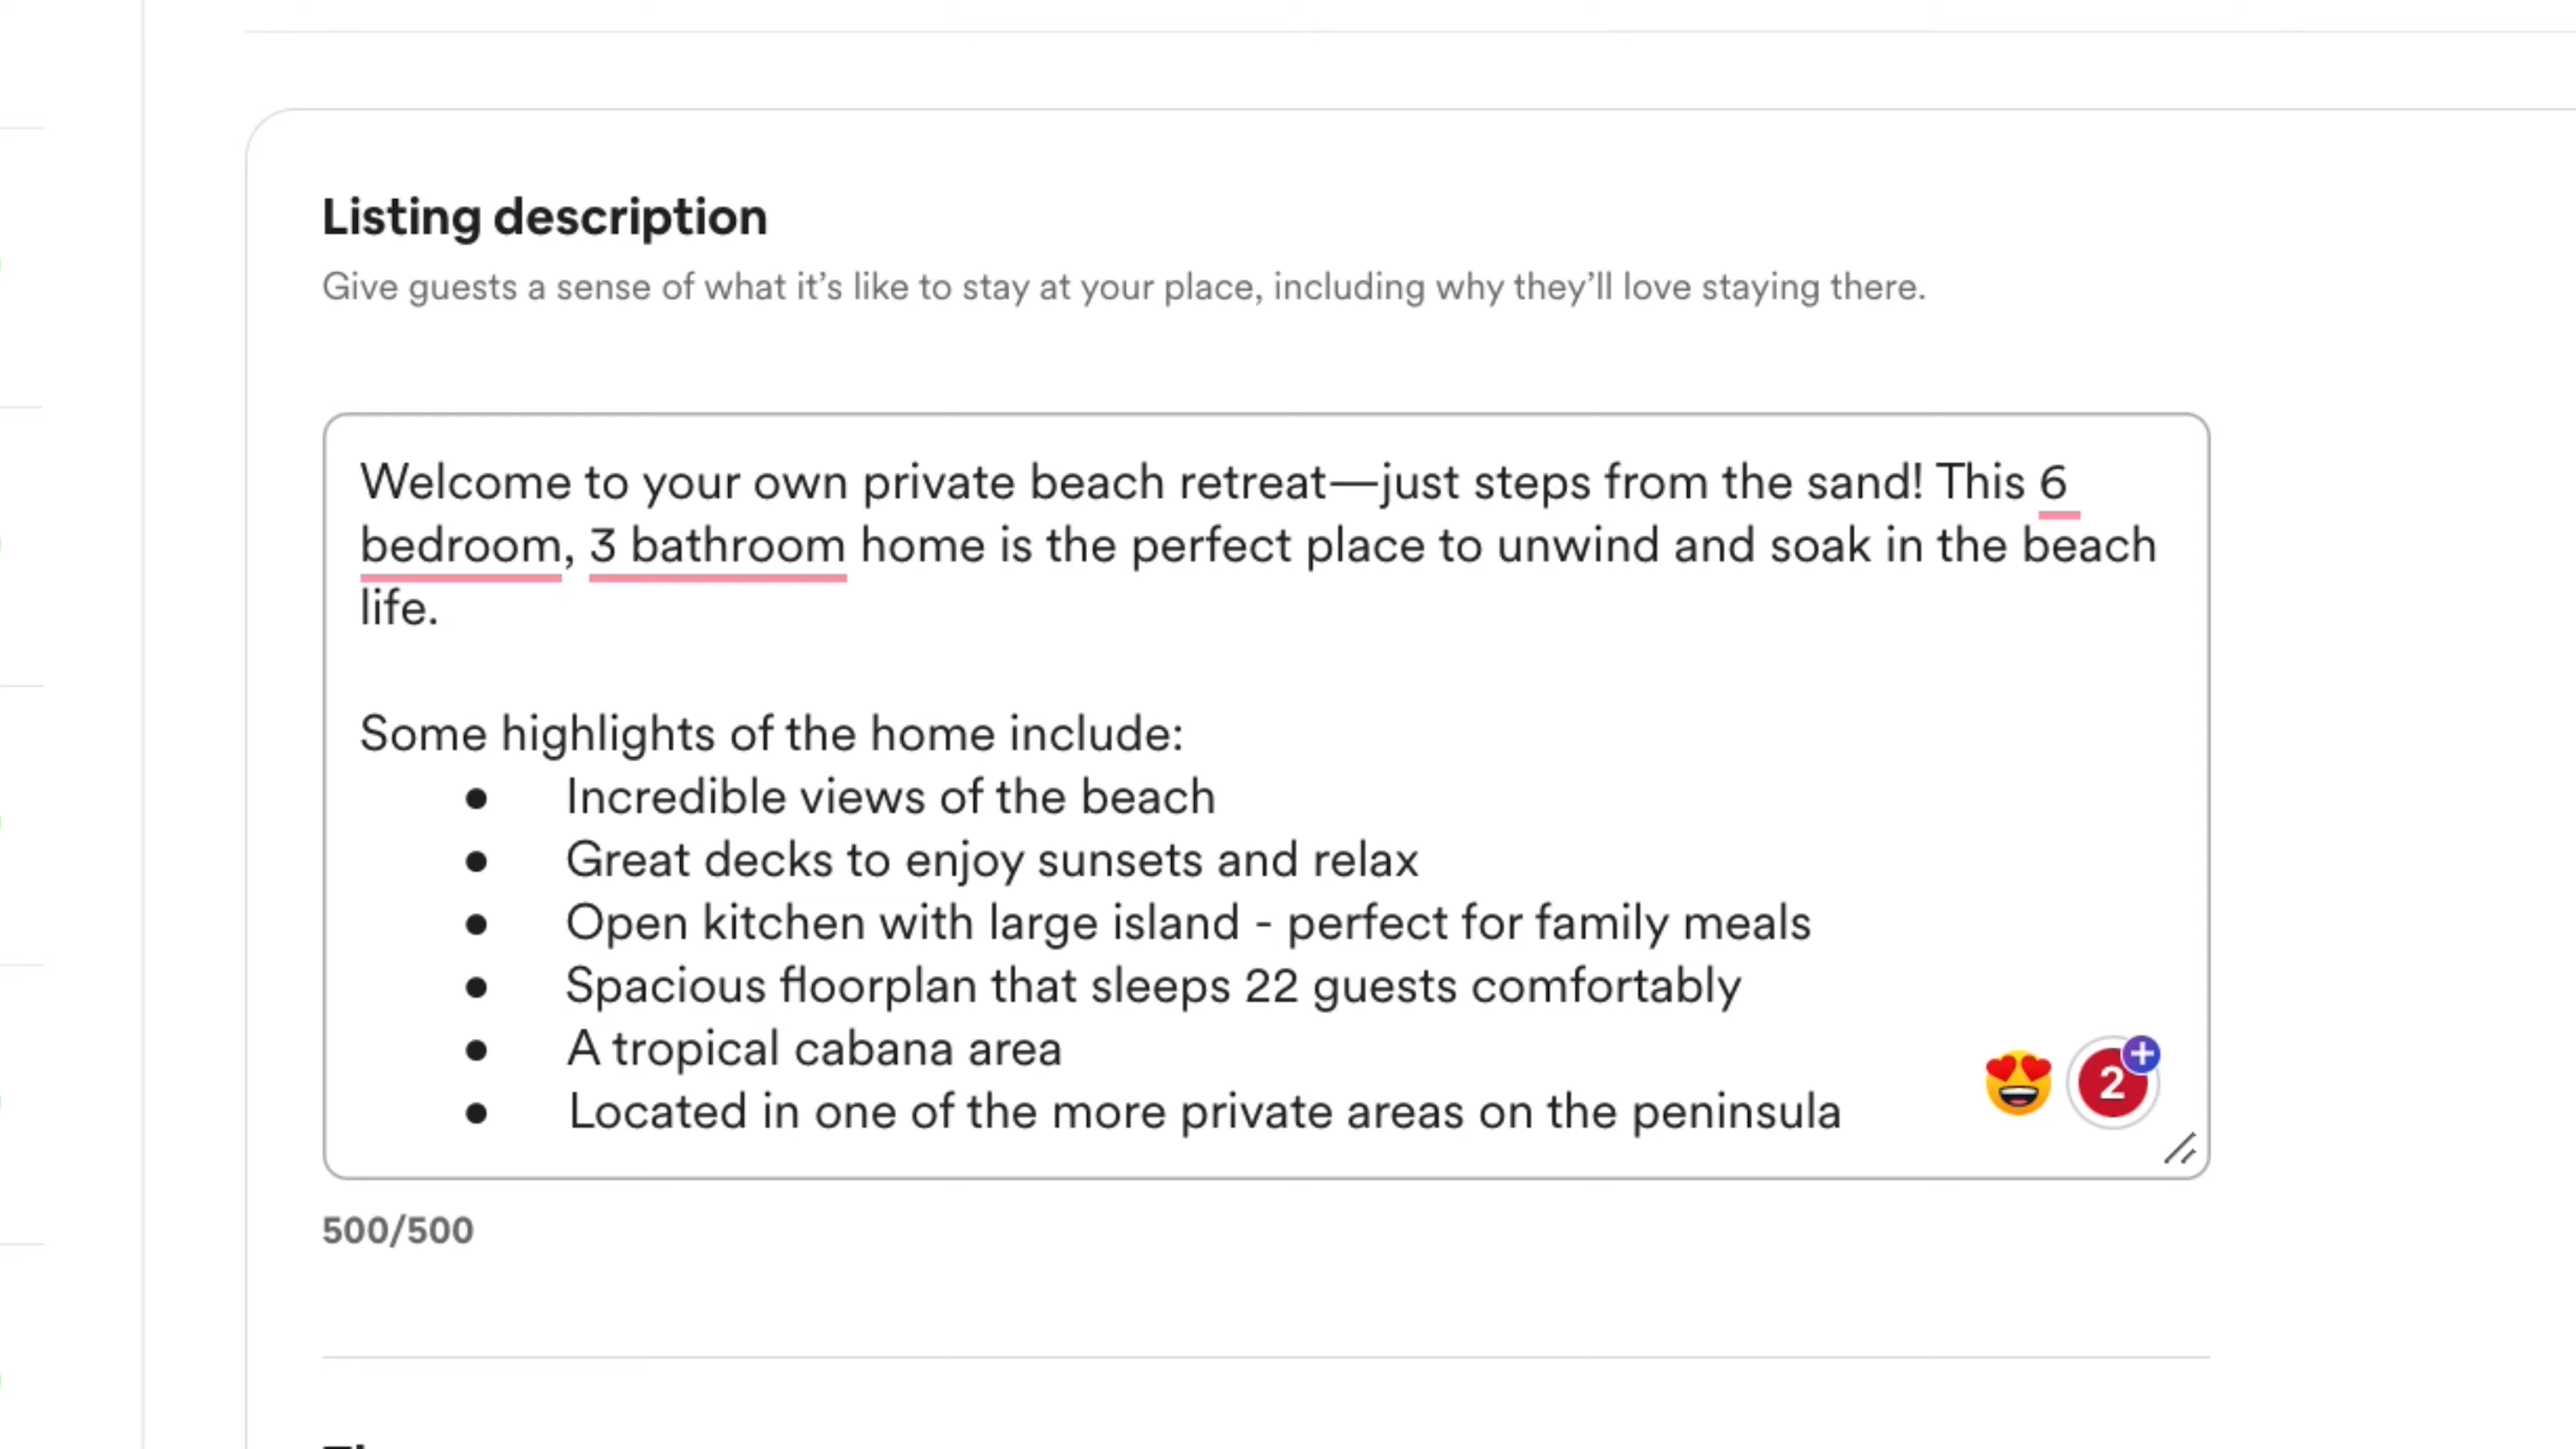 Listing description
Give guests a sense of what it’s like to stay at your place, including why they’ll love staying there.
Welcome to your own private beach retreat—just steps from the sand! This 6
bedroom, 3 bathroom home is the perfect place to unwind and soak in the beach
life.
Some highlights of the home include:
● Incredible views of the beach
● Great decks to enjoy sunsets and relax
● Open kitchen with large island - perfect for family meals
● Spacious floorplan that sleeps 22 guests comfortably
● A tropical cabana area
● Located in one of the more private areas on the peninsula
2
500/500